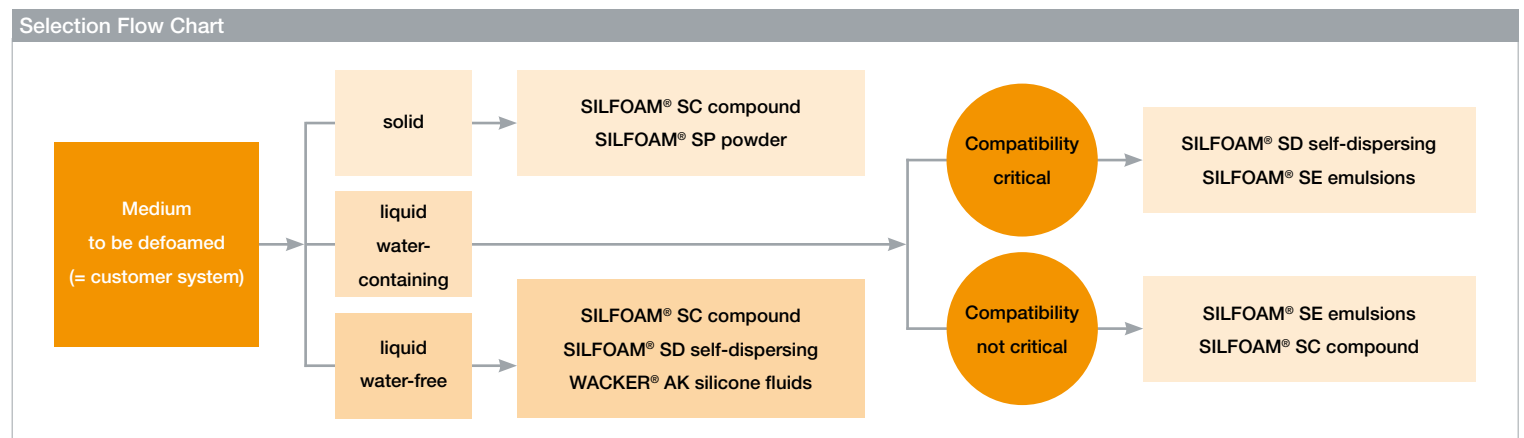 Selection Flow Chart
Medium
to be defoamed
(= customer system)
solid
SILFOAM® SC compound
SILFOAM® SP powder
liquid
water-
containing
liquid
water-free
SILFOAM® SC compound
SILFOAM® SD self-dispersing
WACKER® AK silicone fluids
Compatibility
critical
SILFOAM® SD self-dispersing
SILFOAM® SE emulsions
Compatibility
not critical
SILFOAM® SE emulsions
SILFOAM® SC compound